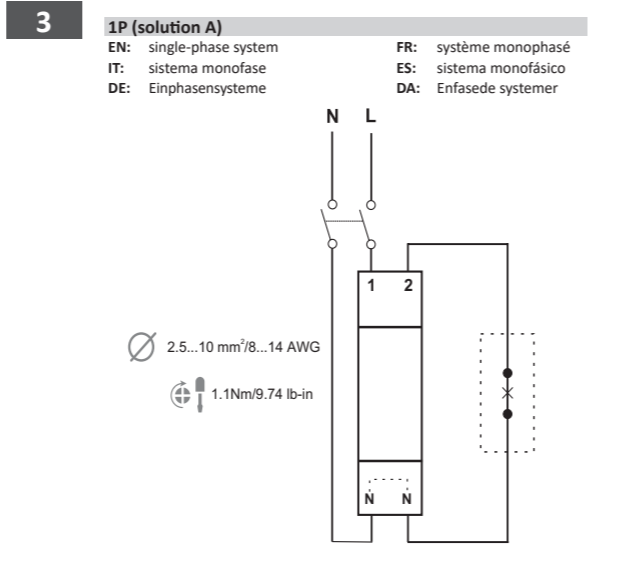 3
1P (solution A)
EN: single-phase system
IT: sistema monofase
DE: Einphasensysteme
FR: système monophasé
ES: sistema monofásico
DA: Enfasede systemer
N L
1 2
2.5...10 mm²/8...14 AWG
1.1Nm/9.74 lb-in
N N